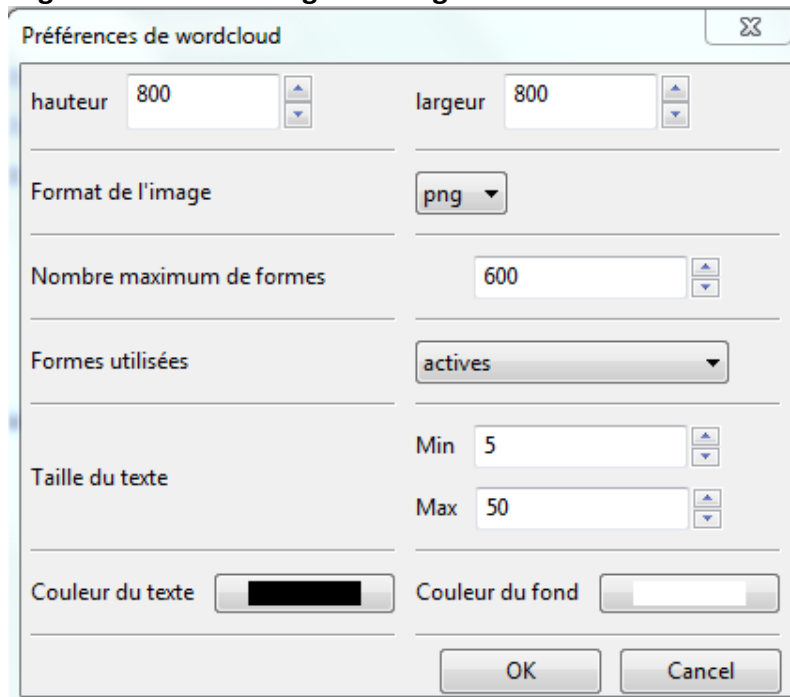 Préférences de wordcloud
hauteur 800 largeur 800
Format de l'image png
Nombre maximum de formes 600
Formes utilisées actives
Min 5
Taille du texte
Max 50
Couleur du texte Couleur du fond
OK Cancel